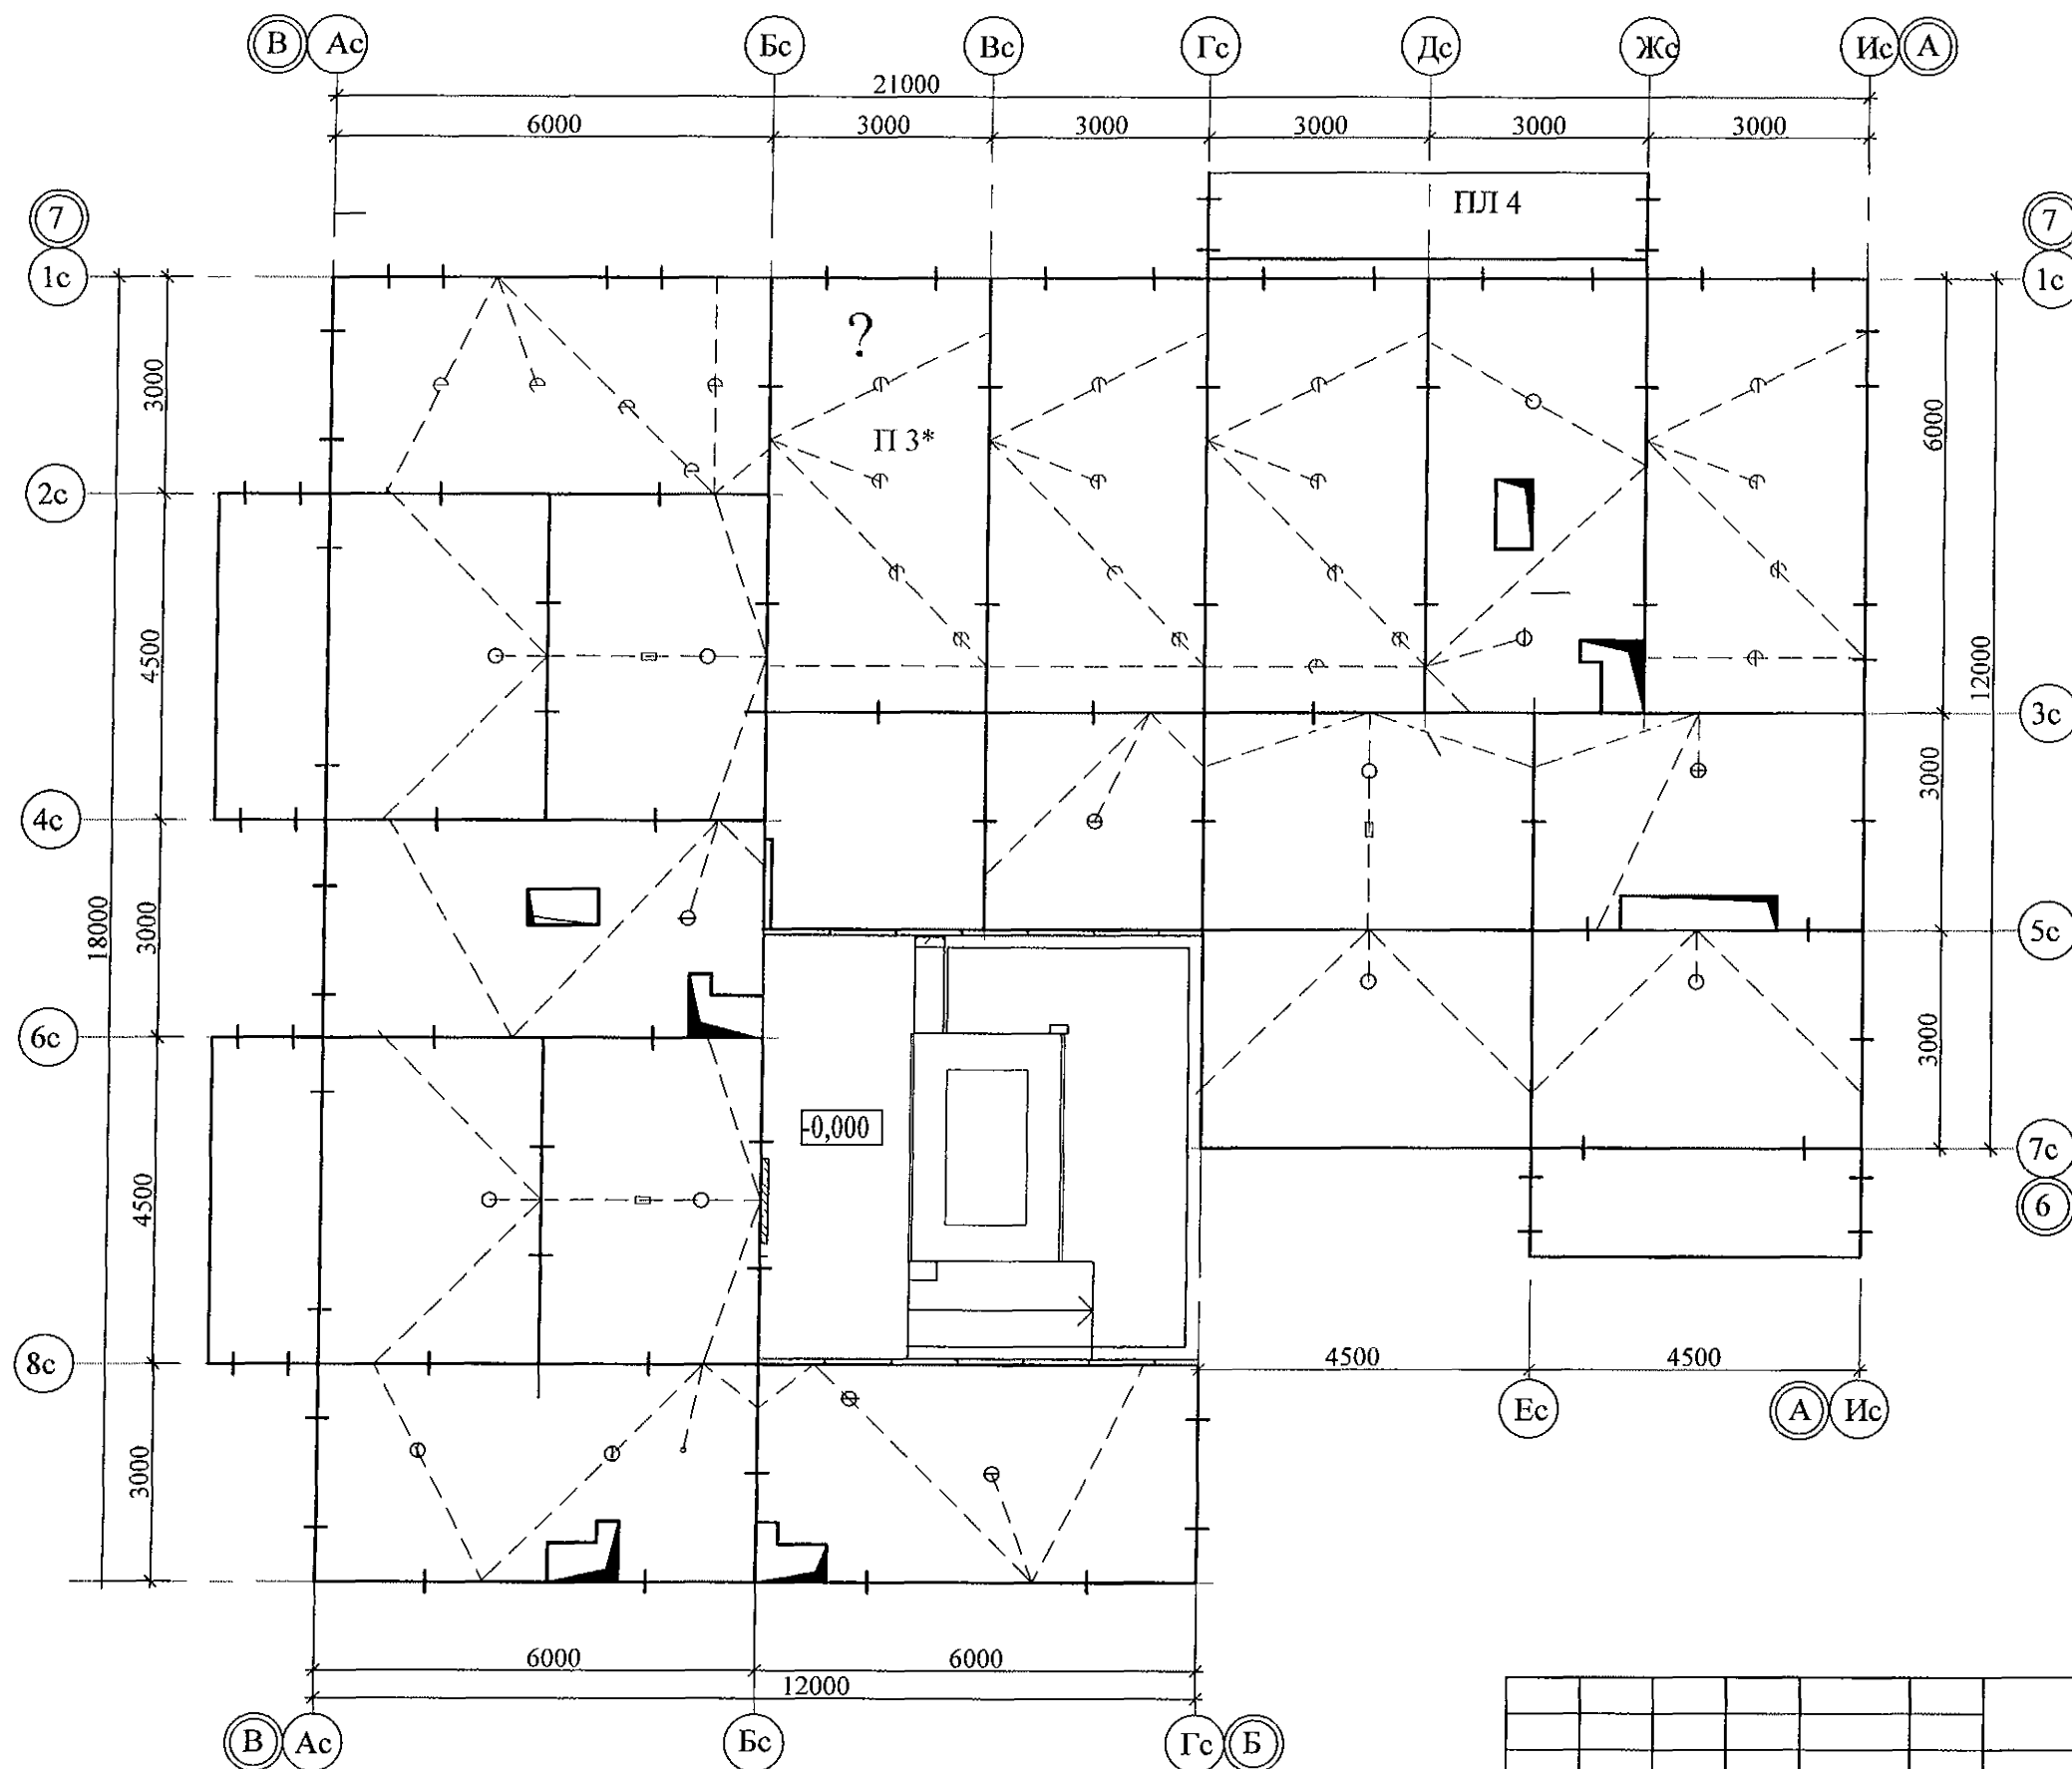 В Ас Бс Вс Гс Дс Жс Ис А
21000
6000 3000 3000 3000 3000 3000
ПЛ 4
7 7
1с 1с
?
3000 6000
П 3*
2с
4500 12000
3с
4с 3000
18000 3000
5с
6с 3000
-0,000
7с
4500 6
8с 4500 4500
Ес А Ис
3000
6000 6000
12000
В Ас Бс Гс Б